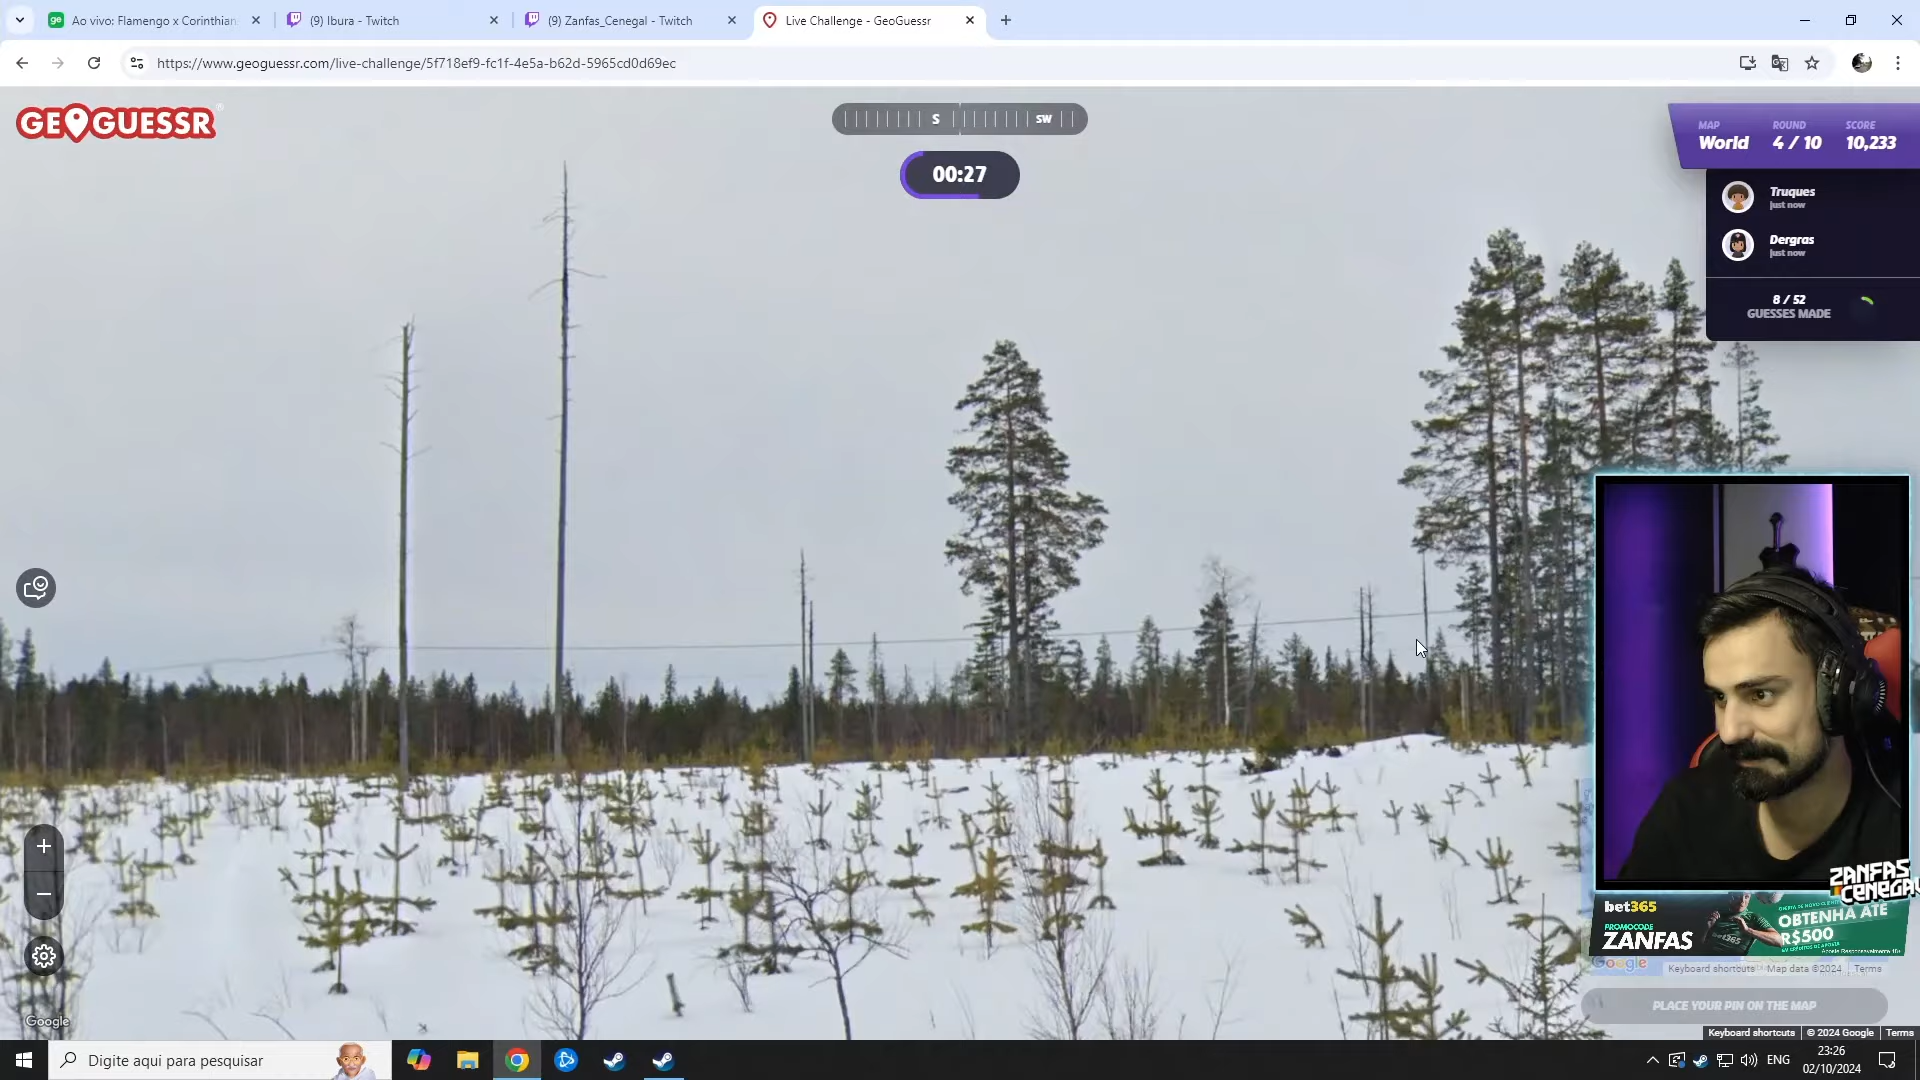 Ao vivo: Flamengo x Corinthian
(9) Ibura - Twitch
(9) Zanfas_Cenegal - Twitch
Live Challenge - GeoGuessr
https://www.geoguessr.com/live-challenge/5f718ef9-fc1f-4e5a-b62d-5965cd0d69ec
GEOGUESSR
S
SW
00:27
MAP
World
ROUND
4 / 10
SCORE
10,233
Truques
just now
Dergras
just now
8 / 52
GUESSES MADE
ZANFAS
CENEGAL
bet365
PROMOCODE
ZANFAS
OBTENHA ATÉ
R$500
Google
Keyboard shortcuts
Map data ©2024
Terms
PLACE YOUR PIN ON THE MAP
Google
Keyboard shortcuts
© 2024 Google
Terms
Digite aqui para pesquisar
ENG
23:26
02/10/2024